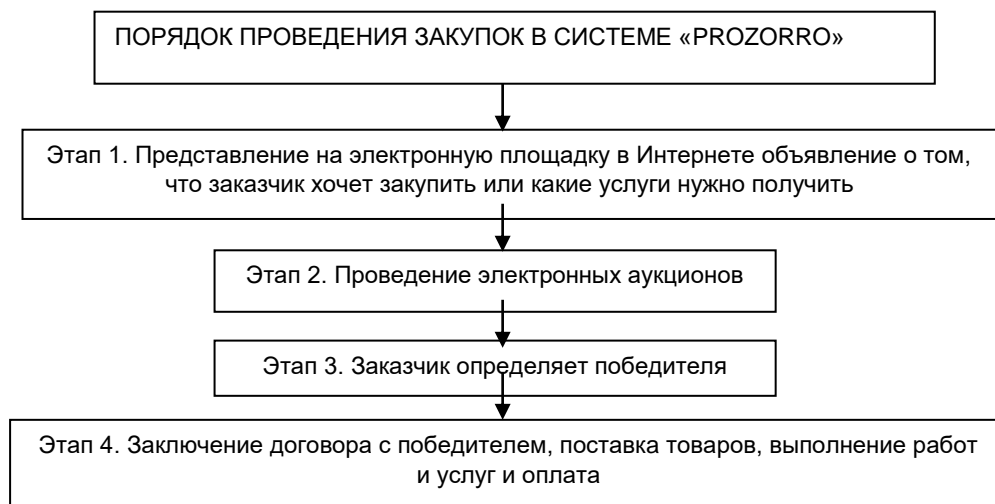 ПОРЯДОК ПРОВЕДЕНИЯ ЗАКУПОК В СИСТЕМЕ «PROZORRO»
Этап 1. Представление на электронную площадку в Интернете объявление о том,
что заказчик хочет закупить или какие услуги нужно получить
Этап 2. Проведение электронных аукционов
Этап 3. Заказчик определяет победителя
Этап 4. Заключение договора с победителем, поставка товаров, выполнение работ
и услуг и оплата